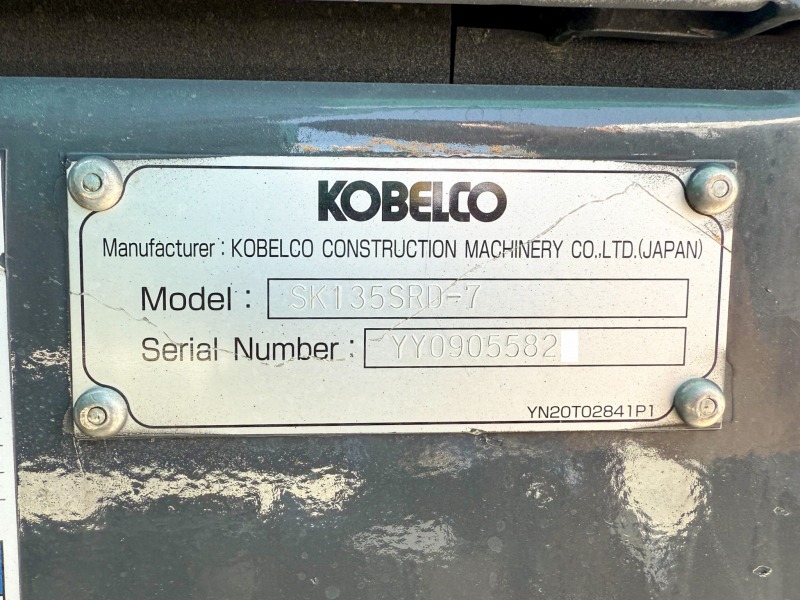 KOBELCO
Manufacturer : KOBELCO CONSTRUCTION MACHINERY CO.,LTD.(JAPAN)
Model : SK135SRD-7
Serial Number : YY0905582
YN20T02841P1